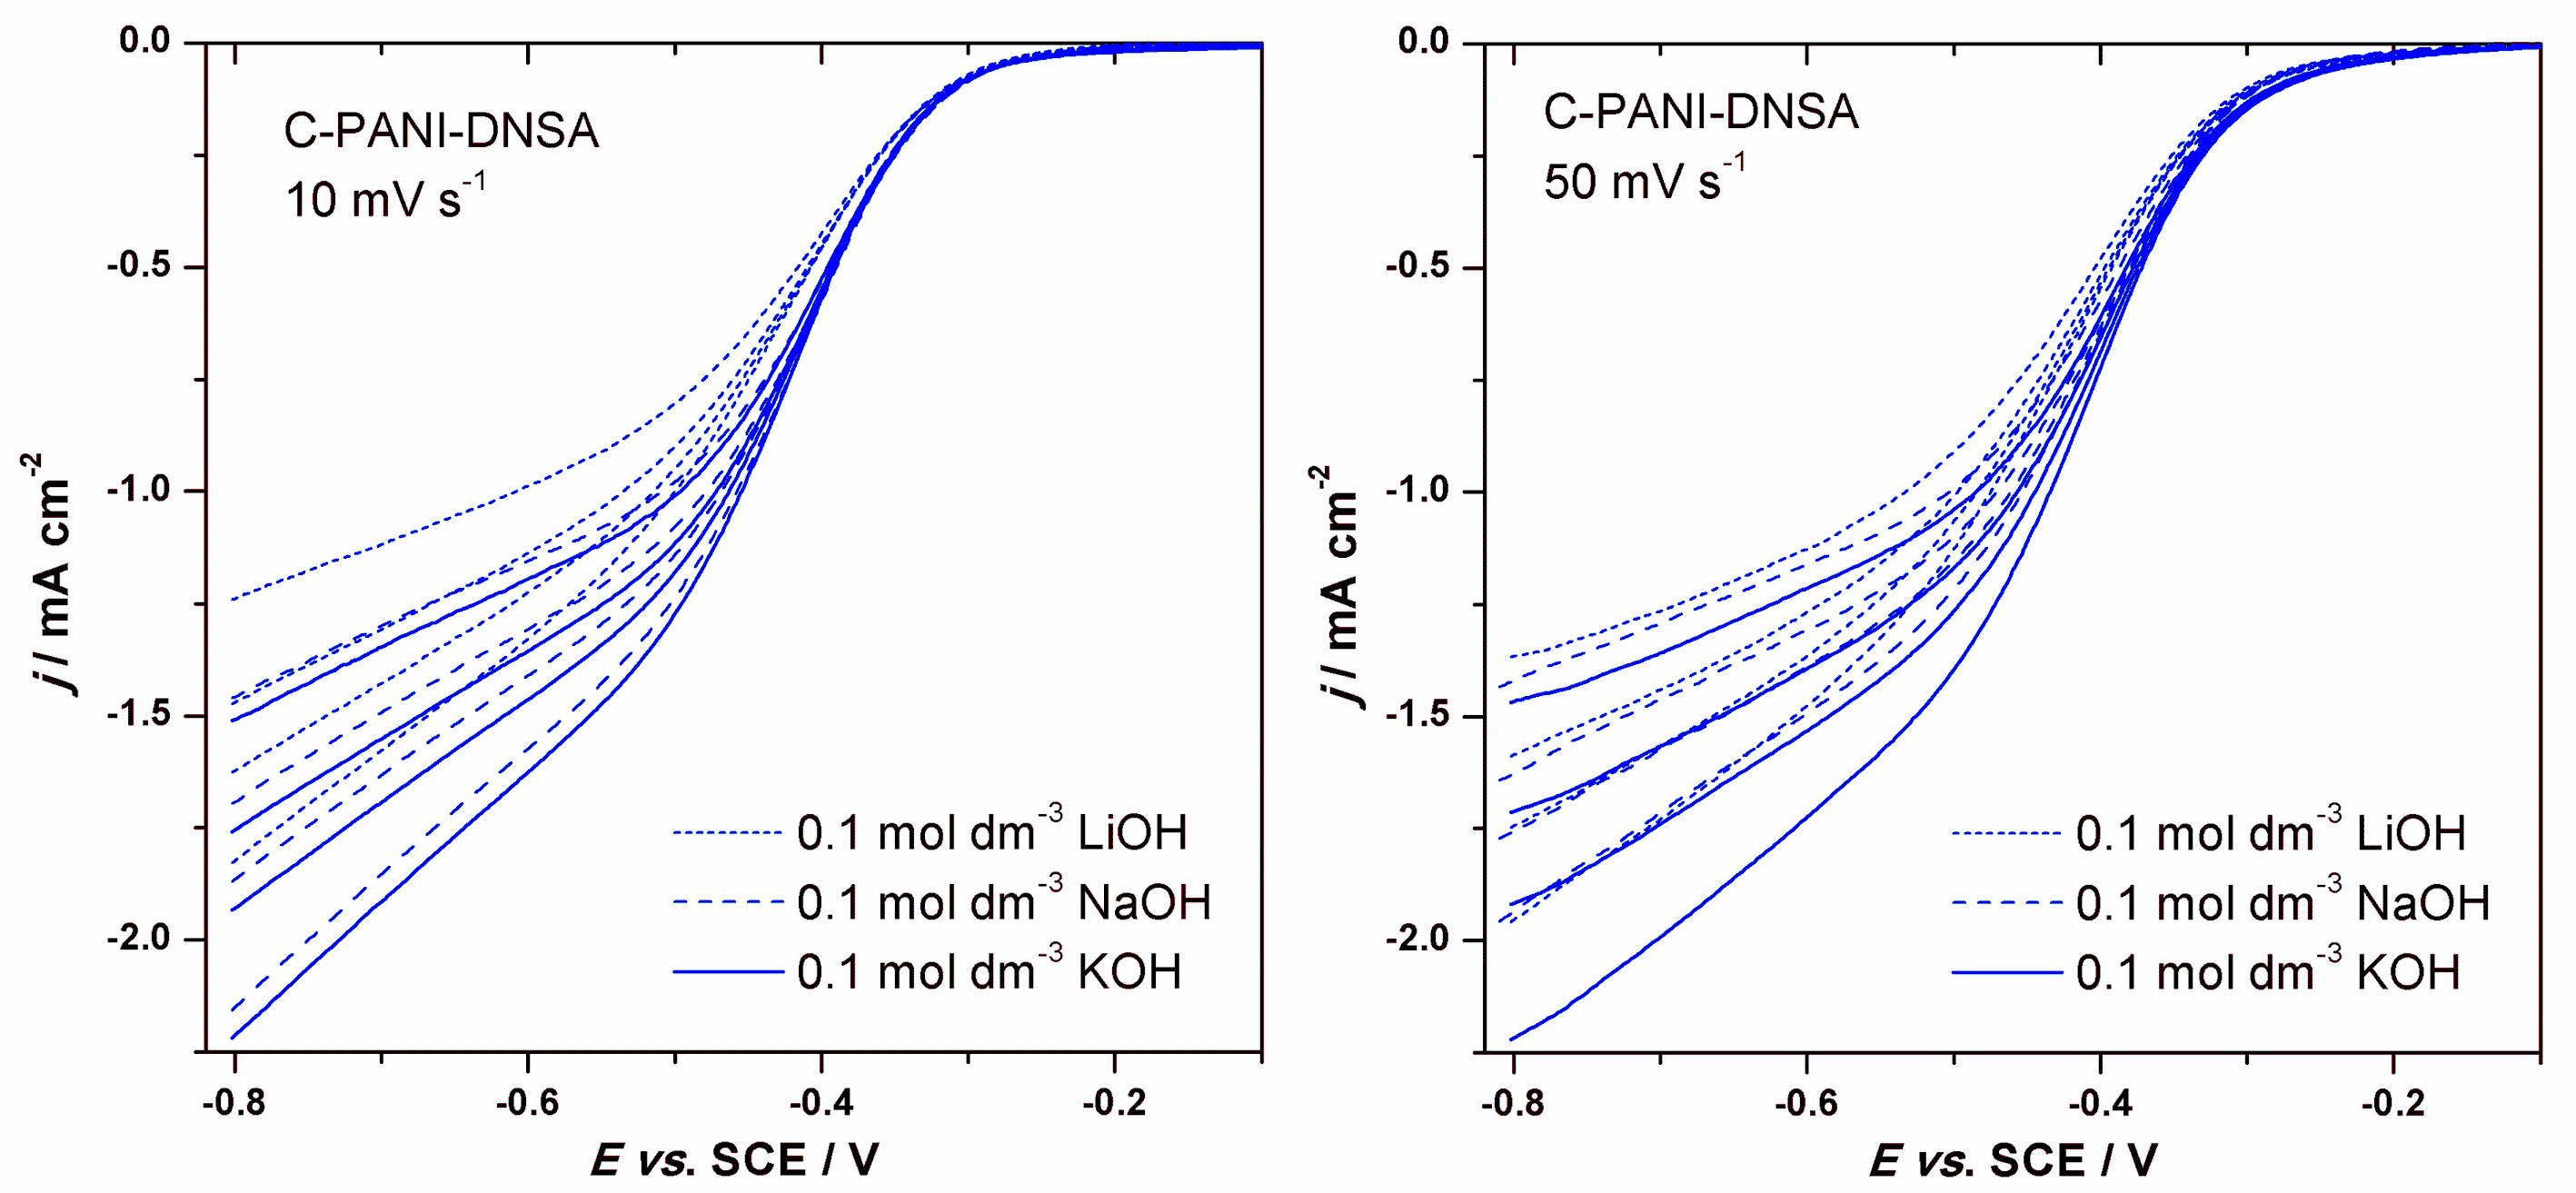 0.0
-0.5
-1.0
-1.5
-2.0
j / mA cm-2
C-PANI-DNSA
10 mV s-1
0.1 mol dm-3 LiOH
0.1 mol dm-3 NaOH
0.1 mol dm-3 KOH
-0.8 -0.6 -0.4 -0.2
E vs. SCE / V
0.0
-0.5
-1.0
-1.5
-2.0
j / mA cm-2
C-PANI-DNSA
50 mV s-1
0.1 mol dm-3 LiOH
0.1 mol dm-3 NaOH
0.1 mol dm-3 KOH
-0.8 -0.6 -0.4 -0.2
E vs. SCE / V